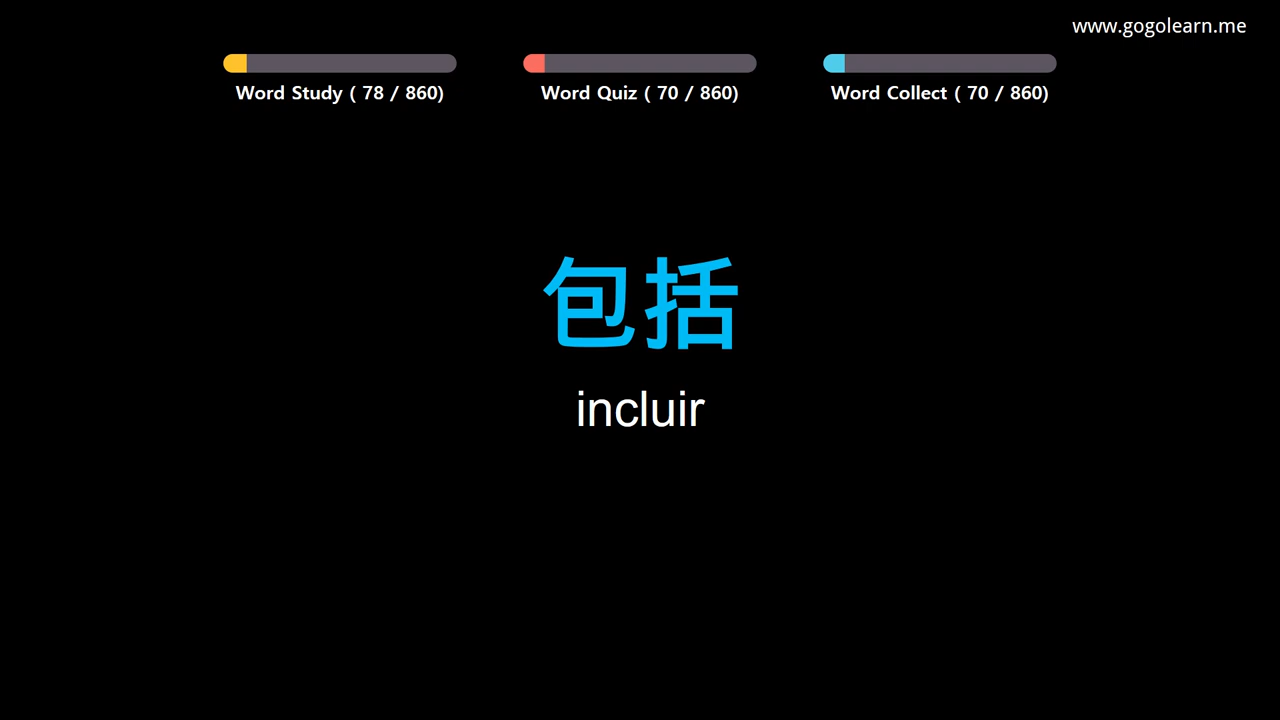 www.gogolearn.me
Word Study ( 78 / 860)
Word Quiz ( 70 / 860)
Word Collect ( 70 / 860)
包括
incluir